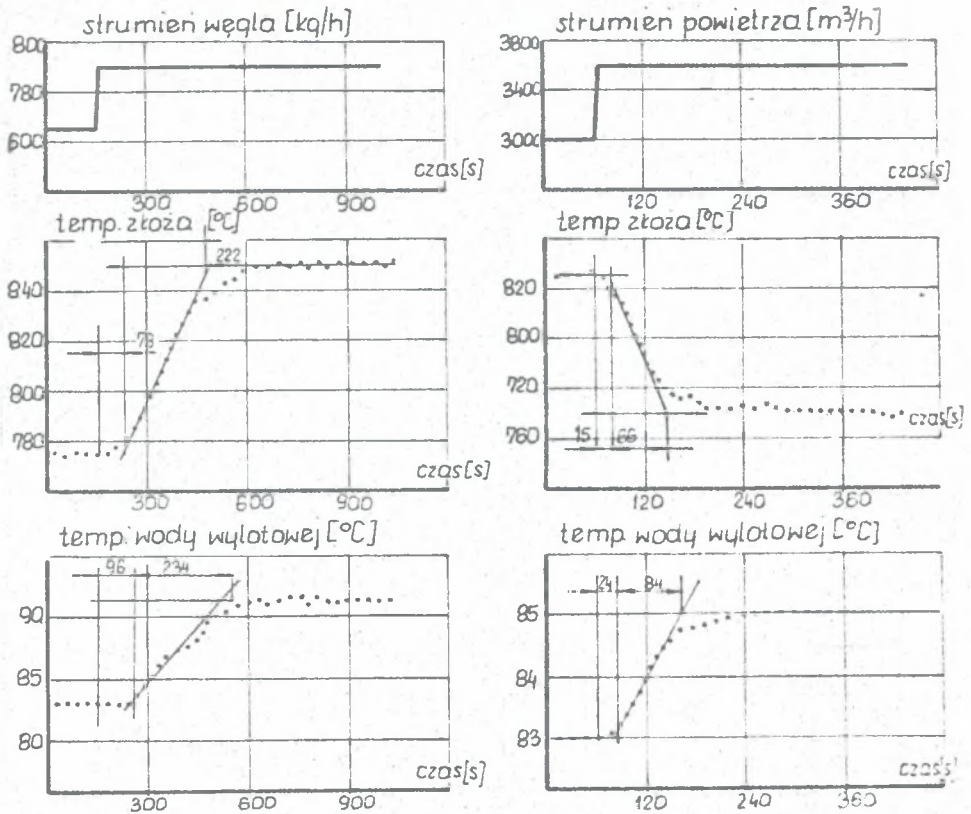 strumień węgla [kg/h]
800
780
600
300 600 900
czas[s]
strumień powietrza [m³/h]
3800
3400
3000
120 240 360
czas[s]
temp. złoża [°C]
222
78
840
820
800
780
300 600 900
czas[s]
temp złoża [°C]
820
800
720
760
15 66
120 240 360
czas[s]
temp. wody wylotowej [°C]
96 234
90
85
80
300 600 900
czas[s]
temp wody wylotowej [°C]
24 84
85
84
83
120 240 360
czas[s]